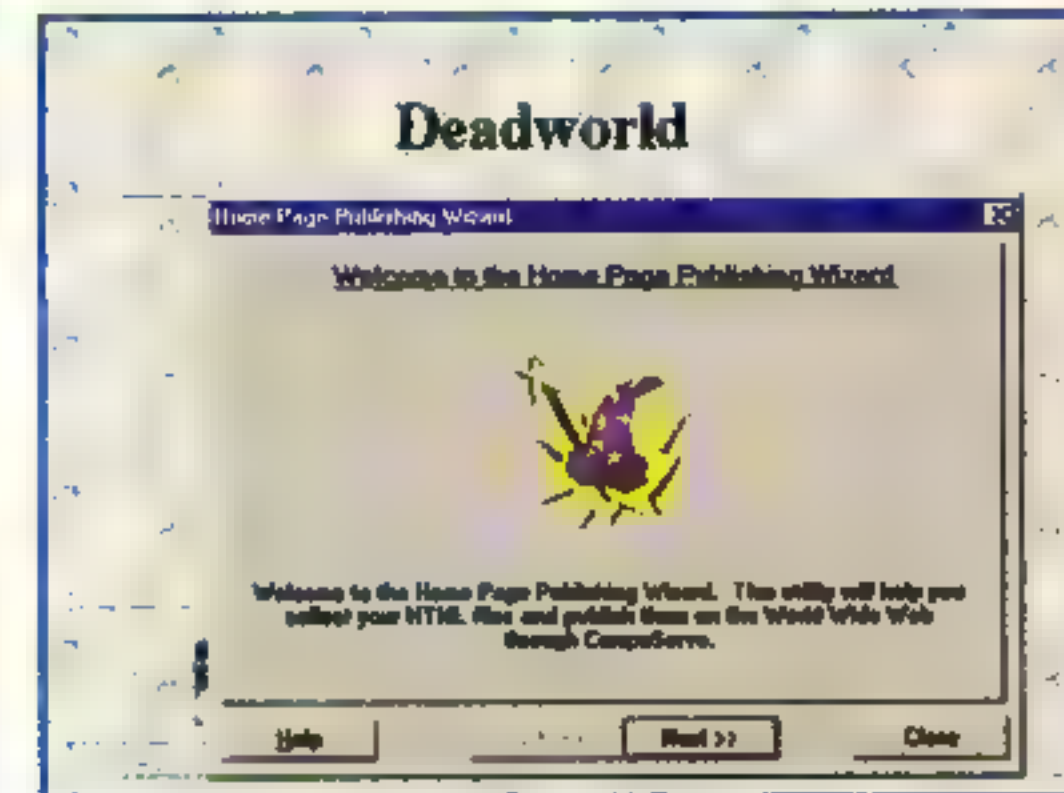 Deadworld
Home Page Publishing Wizard
Welcome to the Home Page Publishing Wizard
Welcome to the Home Page Publishing Wizard. This utility will help you
your HTML files and publish them on the World Wide Web
through CompuServe.
Help
Next >>
Close